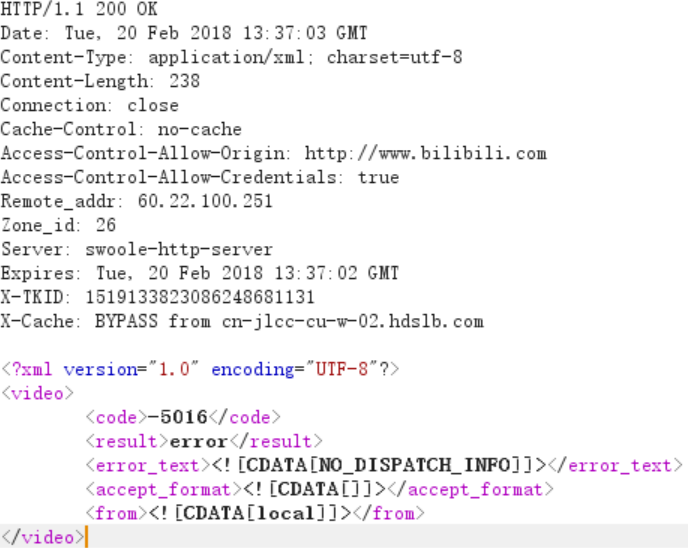 HTTP/1.1 200 OK
Date: Tue, 20 Feb 2018 13:37:03 GMT
Content-Type: application/xml; charset=utf-8
Content-Length: 238
Connection: close
Cache-Control: no-cache
Access-Control-Allow-Origin: http://www.bilibili.com
Access-Control-Allow-Credentials: true
Remote_addr: 60.22.100.251
Zone_id: 26
Server: swoole-http-server
Expires: Tue, 20 Feb 2018 13:37:02 GMT
X-TKID: 1519133823086248681131
X-Cache: BYPASS from cn-jlcc-cu-w-02.hdslb.com
<?xml version="1.0" encoding="UTF-8"?>
<video>
<code>-5016</code>
<result>error</result>
<error_text><![CDATA[NO_DISPATCH_INFO]]></error_text>
<accept_format><![CDATA[]]></accept_format>
<from><![CDATA[local]]></from>
</video>